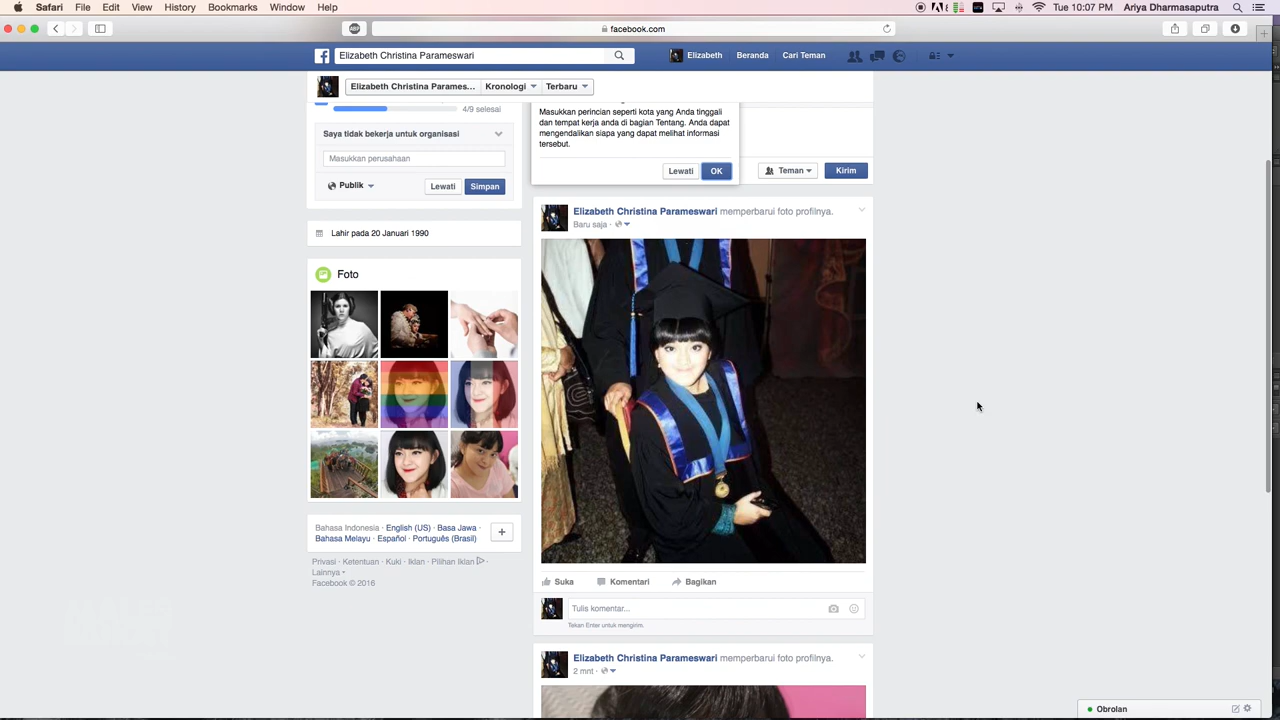 Safari File Edit View History Bookmarks Window Help
Tue 10:07 PM Ariya Dharmasaputra
ABP
facebook.com
Elizabeth Christina Parameswari
Elizabeth Beranda Cari Teman
Elizabeth Christina Parames... Kronologi Terbaru
4/9 selesai
Saya tidak bekerja untuk organisasi
Masukkan perusahaan
Publik Lewati Simpan
Lahir pada 20 Januari 1990
Foto
Bahasa Indonesia · English (US) · Basa Jawa ·
Bahasa Melayu · Español · Português (Brasil)
+
Privasi · Ketentuan · Kuki · Iklan · Pilihan Iklan ·
Lainnya
Facebook © 2016
Masukkan perincian seperti kota yang Anda tinggali
dan tempat kerja anda di bagian Tentang. Anda dapat
mengendalikan siapa yang dapat melihat informasi
tersebut.
Lewati OK
Teman Kirim
Elizabeth Christina Parameswari memperbarui foto profilnya.
Baru saja ·
Suka Komentari Bagikan
Tulis komentar...
Tekan Enter untuk mengirim.
Elizabeth Christina Parameswari memperbarui foto profilnya.
2 mnt ·
Obrolan